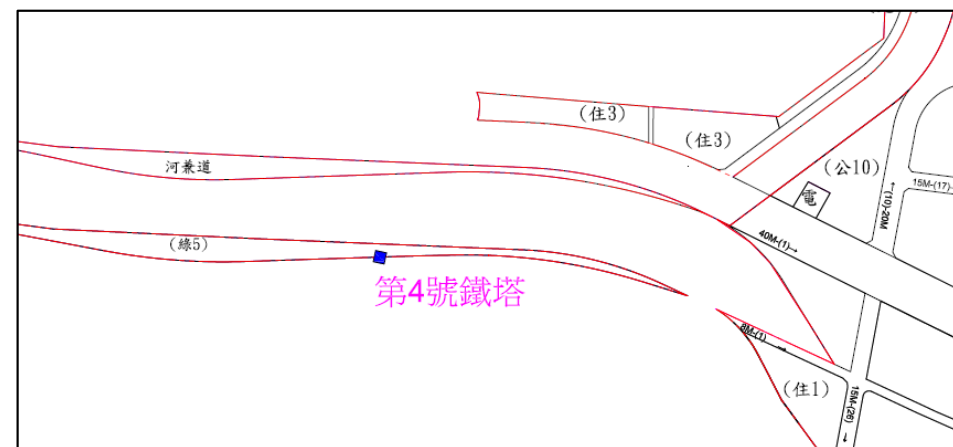 (住3)
(住3)
河兼道
(公10)
15M-(17)-
電
←(10)-20M
40M-(1)→
(綠5)
第4號鐵塔
8M-(1) →
(住1)
15M-(26) →